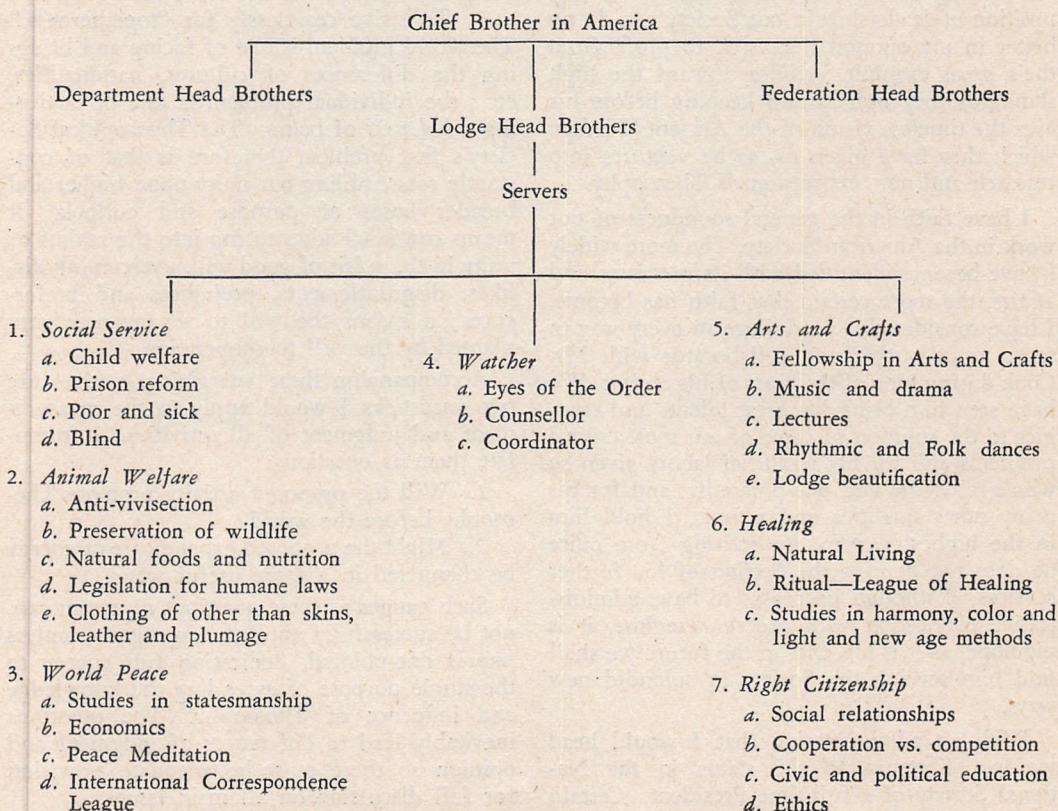 Chief Brother in America
Department Head Brothers
Federation Head Brothers
Lodge Head Brothers
Servers
1. Social Service
a. Child welfare
b. Prison reform
c. Poor and sick
d. Blind
2. Animal Welfare
a. Anti-vivisection
b. Preservation of wildlife
c. Natural foods and nutrition
d. Legislation for humane laws
e. Clothing of other than skins,
leather and plumage
3. World Peace
a. Studies in statesmanship
b. Economics
c. Peace Meditation
d. International Correspondence
League
4. Watcher
a. Eyes of the Order
b. Counsellor
c. Coordinator
5. Arts and Crafts
a. Fellowship in Arts and Crafts
b. Music and drama
c. Lectures
d. Rhythmic and Folk dances
e. Lodge beautification
6. Healing
a. Natural Living
b. Ritual—League of Healing
c. Studies in harmony, color and
light and new age methods
7. Right Citizenship
a. Social relationships
b. Cooperation vs. competition
c. Civic and political education
d. Ethics